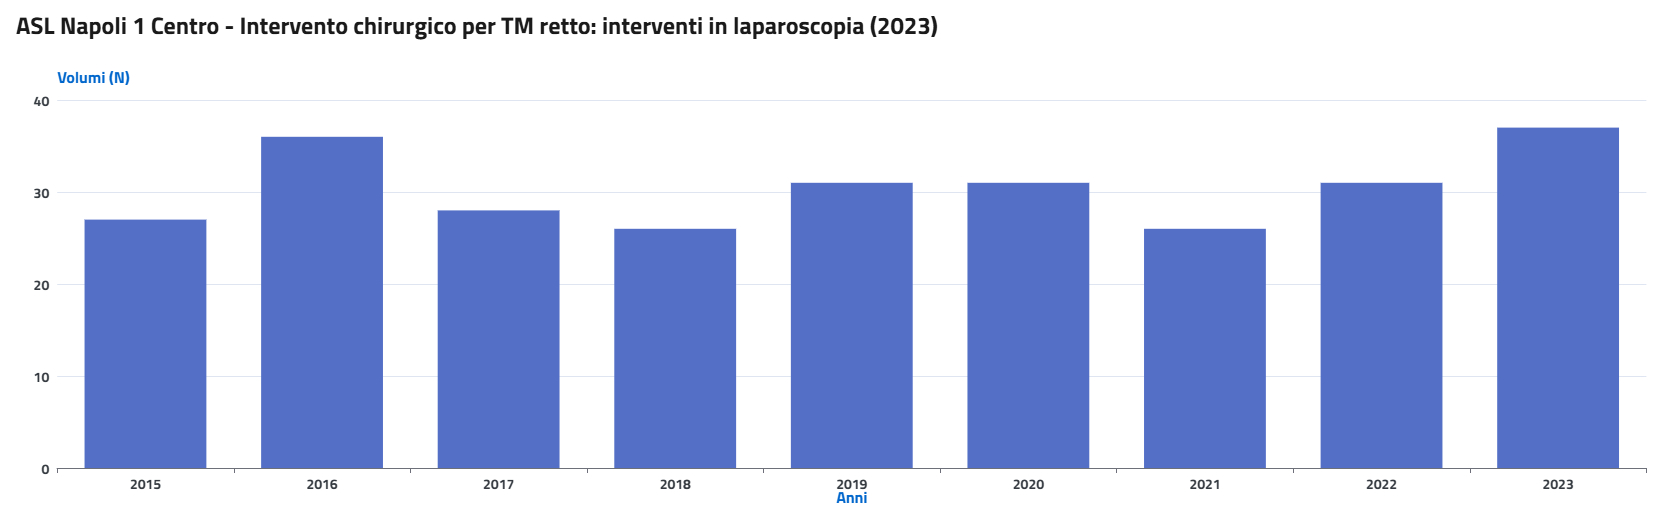 ASL Napoli 1 Centro - Intervento chirurgico per TM retto: interventi in laparoscopia (2023)
Volumi (N)
40
30
20
10
0
2015 2016 2017 2018 2019 2020 2021 2022 2023
Anni